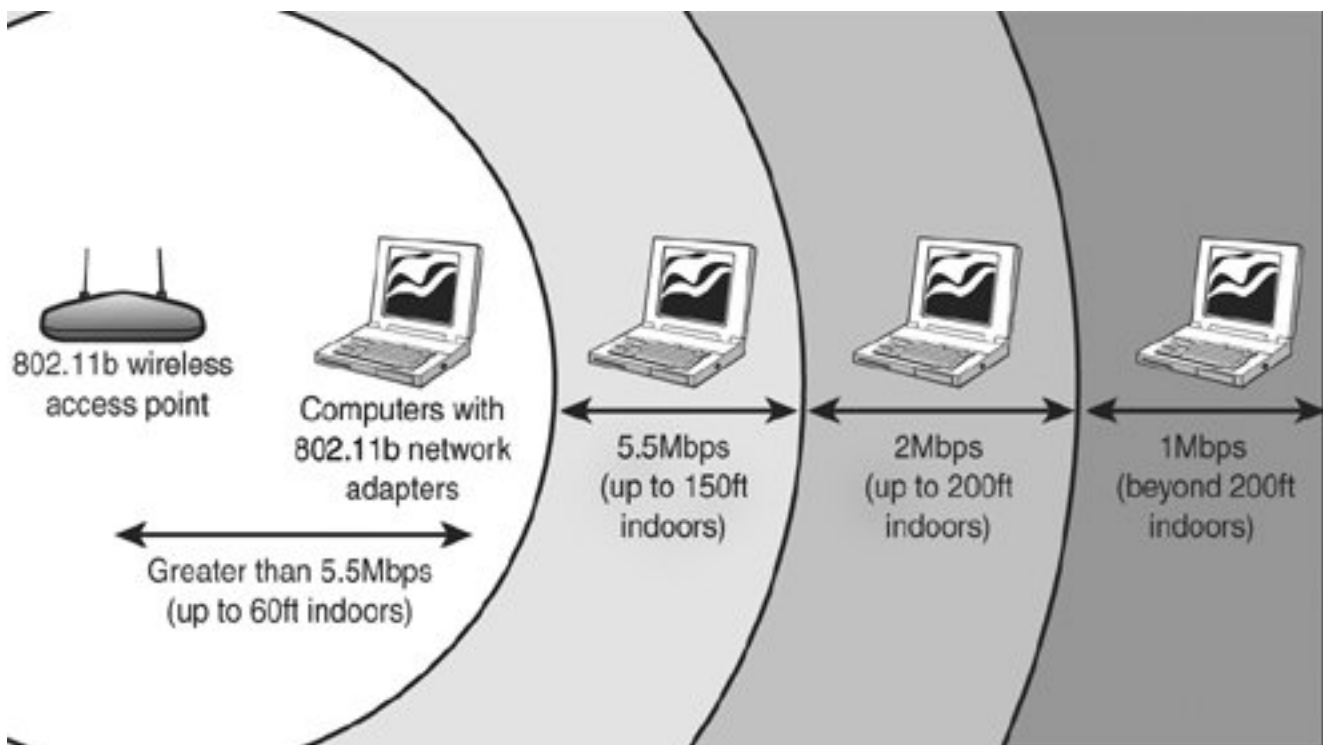 802.11b wireless
access point
Computers with
802.11b network
adapters
Greater than 5.5Mbps
(up to 60ft indoors)
5.5Mbps
(up to 150ft
indoors)
2Mbps
(up to 200ft
indoors)
1Mbps
(beyond 200ft
indoors)